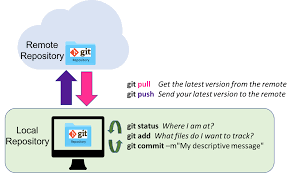 Remote
Repository
git
Repository
git pull Get the latest version from the remote
git push Send your latest version to the remote
Local
Repository
git
Repository
git status Where I am at?
git add What files do I want to track?
git commit –m"My descriptive message"